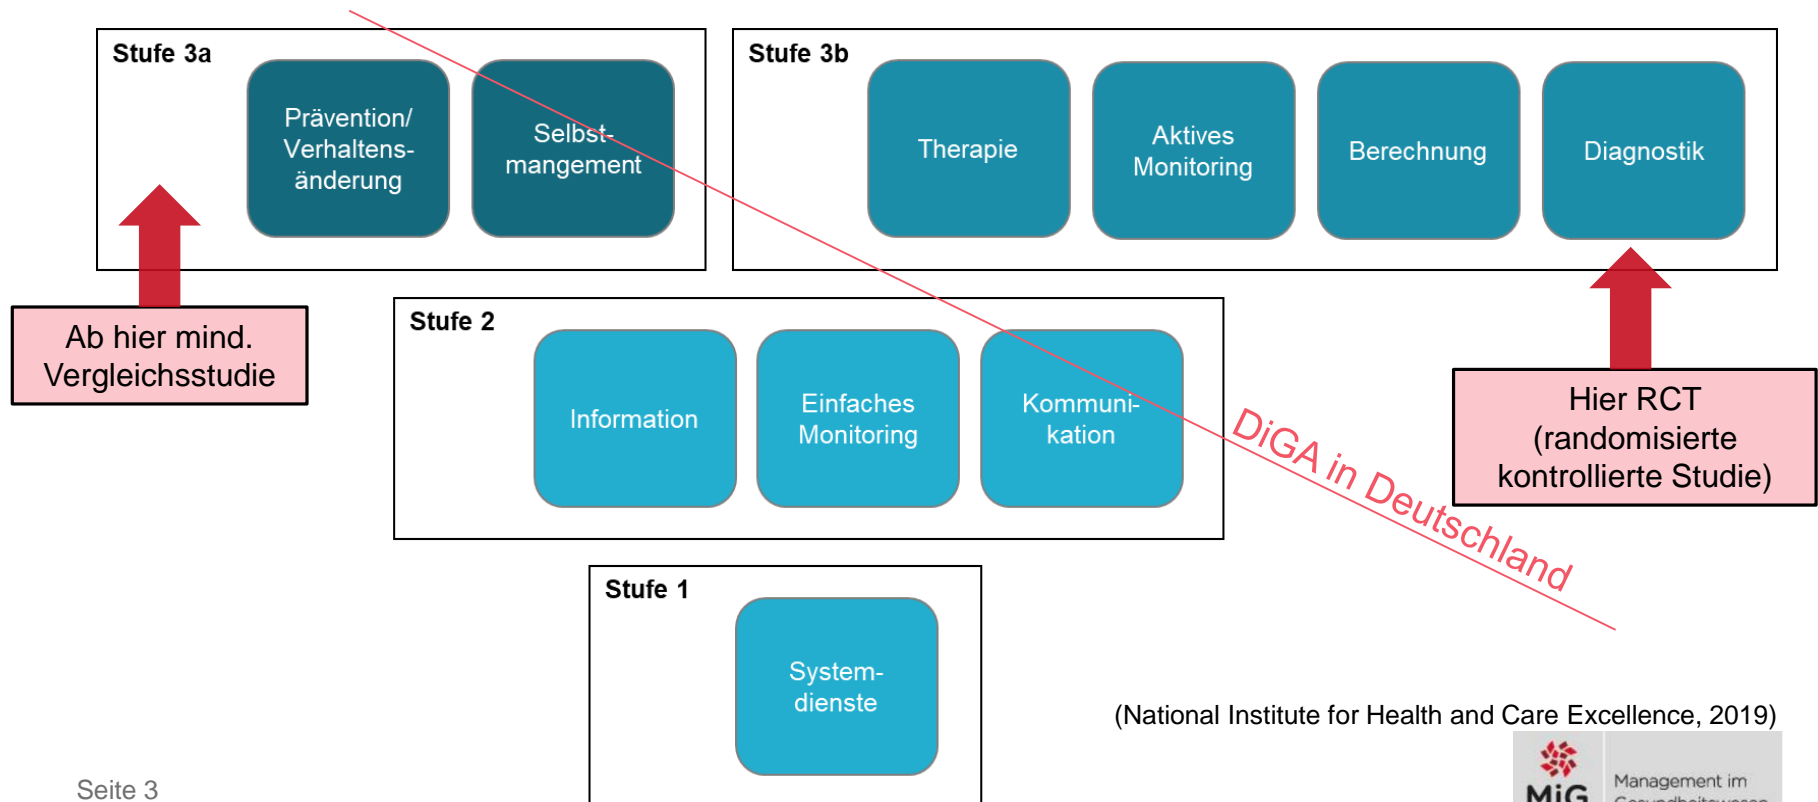 Stufe 3a
Prävention/
Verhaltens-
änderung
Selbst-
mangement
Stufe 3b
Therapie
Aktives
Monitoring
Berechnung
Diagnostik
Ab hier mind.
Vergleichsstudie
Stufe 2
Information
Einfaches
Monitoring
Kommuni-
kation
DiGA in Deutschland
Hier RCT
(randomisierte
kontrollierte Studie)
Stufe 1
System-
dienste
(National Institute for Health and Care Excellence, 2019)
Seite 3
MiG
Management im
Gesundheitswesen